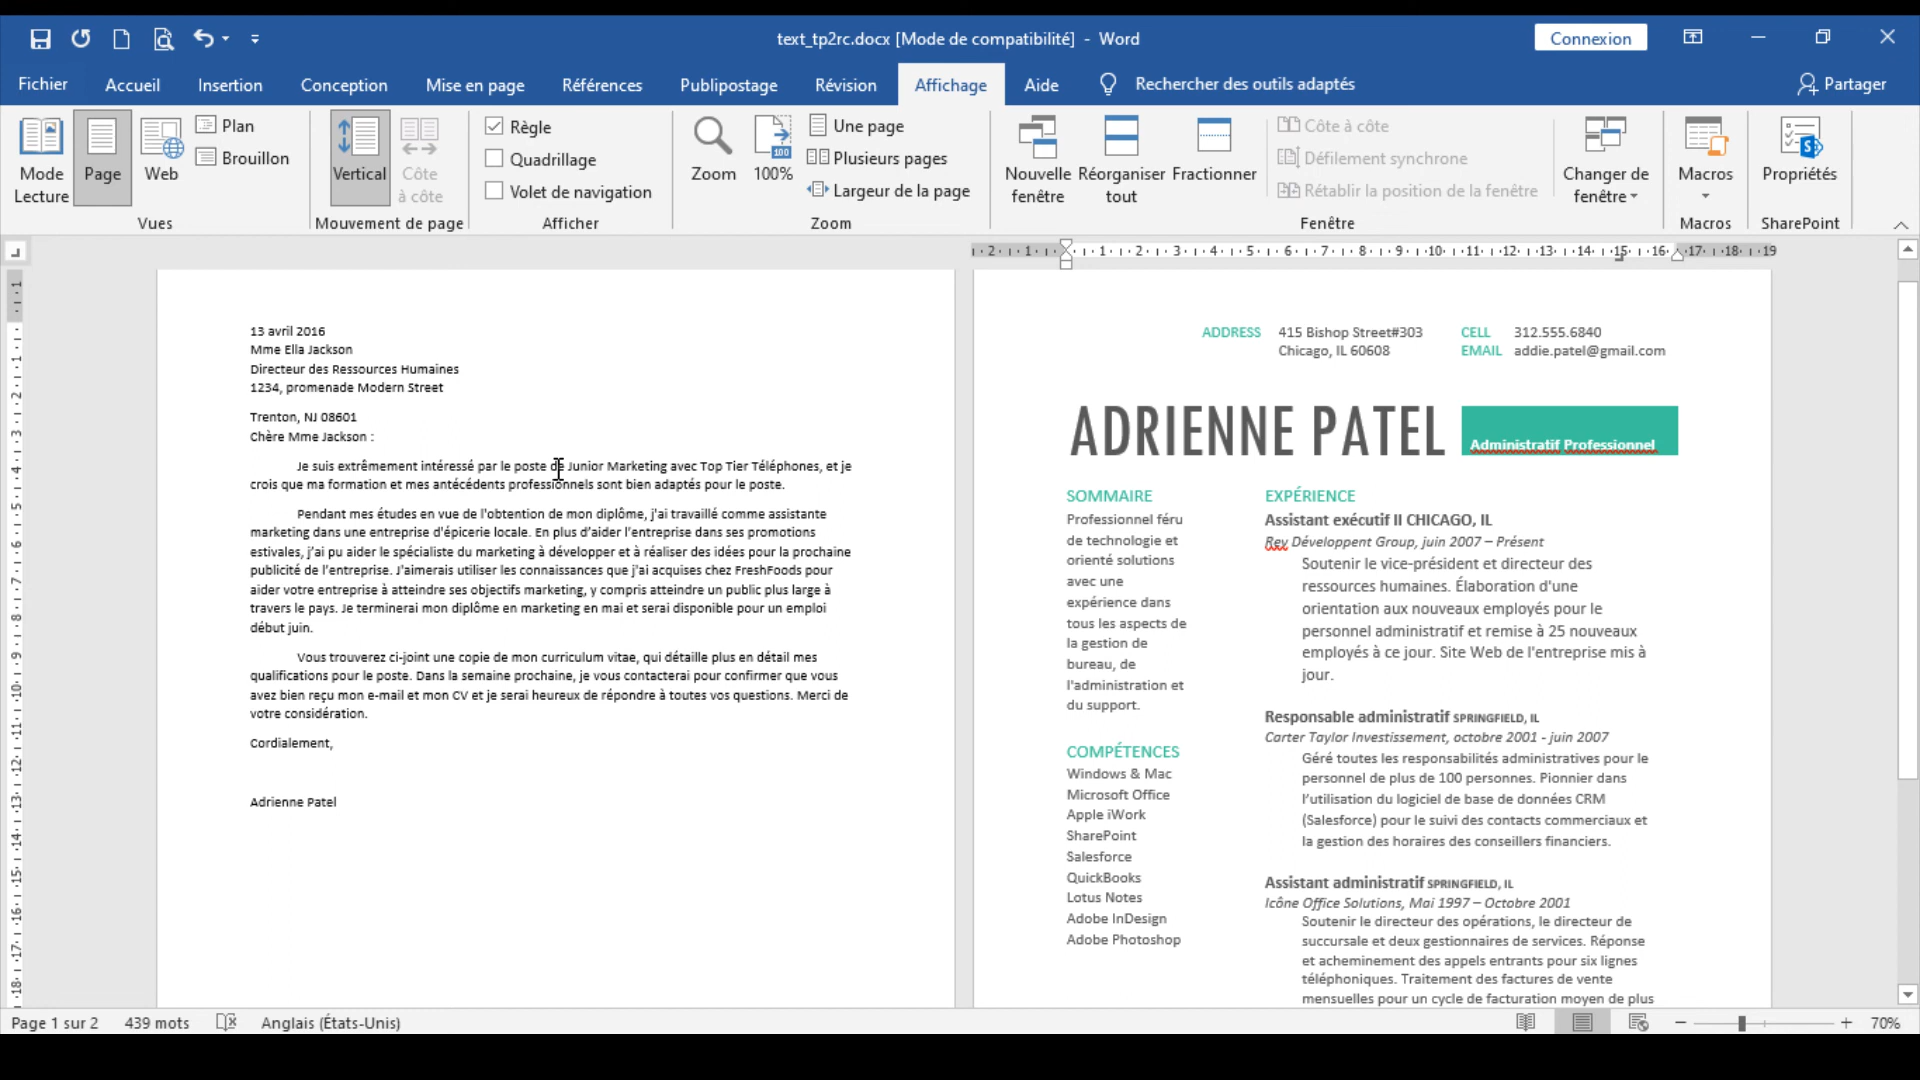 text_tp2rc.docx [Mode de compatibilité] - Word
Connexion
Fichier Accueil Insertion Conception Mise en page Références Publipostage Révision Affichage Aide Rechercher des outils adaptés Partager
Mode Lecture
Page
Web
Plan
Brouillon
Vues
Vertical
Côte à côte
Mouvement de page
Règle
Quadrillage
Volet de navigation
Afficher
Zoom
100%
Une page
Plusieurs pages
Largeur de la page
Zoom
Nouvelle fenêtre
Réorganiser tout
Fractionner
Côte à côte
Défilement synchrone
Rétablir la position de la fenêtre
Changer de fenêtre
Fenêtre
Macros
Macros
Propriétés
SharePoint
13 avril 2016
Mme Ella Jackson
Directeur des Ressources Humaines
1234, promenade Modern Street
Trenton, NJ 08601
Chère Mme Jackson :
Je suis extrêmement intéressé par le poste de Junior Marketing avec Top Tier Téléphones, et je
crois que ma formation et mes antécédents professionnels sont bien adaptés pour le poste.
Pendant mes études en vue de l'obtention de mon diplôme, j'ai travaillé comme assistante
marketing dans une entreprise d'épicerie locale. En plus d'aider l'entreprise dans ses promotions
estivales, j'ai pu aider le spécialiste du marketing à développer et à réaliser des idées pour la prochaine
publicité de l'entreprise. J'aimerais utiliser les connaissances que j'ai acquises chez FreshFoods pour
aider votre entreprise à atteindre ses objectifs marketing, y compris atteindre un public plus large à
travers le pays. Je terminerai mon diplôme en marketing en mai et serai disponible pour un emploi
début juin.
Vous trouverez ci-joint une copie de mon curriculum vitae, qui détaille plus en détail mes
qualifications pour le poste. Dans la semaine prochaine, je vous contacterai pour confirmer que vous
avez bien reçu mon e-mail et mon CV et je serai heureux de répondre à toutes vos questions. Merci de
votre considération.
Cordialement,
Adrienne Patel
ADDRESS 415 Bishop Street#303 CELL 312.555.6840
Chicago, IL 60608 EMAIL addie.patel@gmail.com
ADRIENNE PATEL
Administratif Professionnel
SOMMAIRE
Professionnel féru
de technologie et
orienté solutions
avec une
expérience dans
tous les aspects de
la gestion de
bureau, de
l'administration et
du support.
COMPÉTENCES
Windows & Mac
Microsoft Office
Apple iWork
SharePoint
Salesforce
QuickBooks
Lotus Notes
Adobe InDesign
Adobe Photoshop
EXPÉRIENCE
Assistant exécutif II CHICAGO, IL
Rey Développent Group, juin 2007 – Présent
Soutenir le vice-président et directeur des
ressources humaines. Élaboration d'une
orientation aux nouveaux employés pour le
personnel administratif et remise à 25 nouveaux
employés à ce jour. Site Web de l'entreprise mis à
jour.
Responsable administratif SPRINGFIELD, IL
Carter Taylor Investissement, octobre 2001 - juin 2007
Géré toutes les responsabilités administratives pour le
personnel de plus de 100 personnes. Pionnier dans
l'utilisation du logiciel de base de données CRM
(Salesforce) pour le suivi des contacts commerciaux et
la gestion des horaires des conseillers financiers.
Assistant administratif SPRINGFIELD, IL
Icône Office Solutions, Mai 1997 – Octobre 2001
Soutenir le directeur des opérations, le directeur de
succursale et deux gestionnaires de services. Réponse
et acheminement des appels entrants pour six lignes
téléphoniques. Traitement des factures de vente
mensuelles pour un cycle de facturation moyen de plus
Page 1 sur 2 439 mots Anglais (États-Unis) 70%